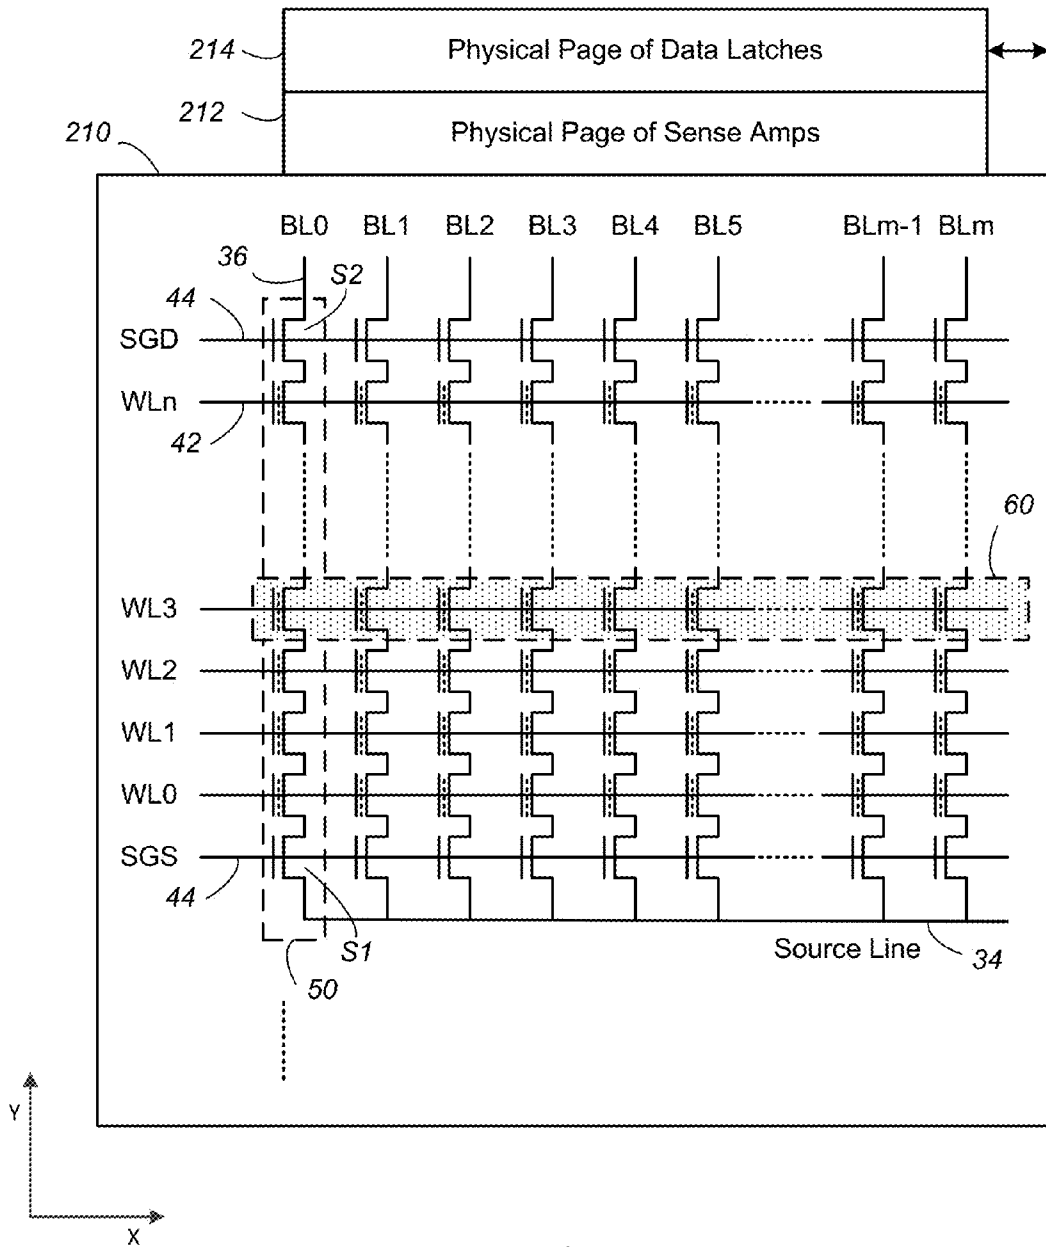 214
Physical Page of Data Latches
212
Physical Page of Sense Amps
210
BL0 BL1 BL2 BL3 BL4 BL5 BLm-1 BLm
36
S2
44
SGD
WLn
42
60
WL3
WL2
WL1
WL0
SGS
44
S1
Source Line
34
50
Y
X